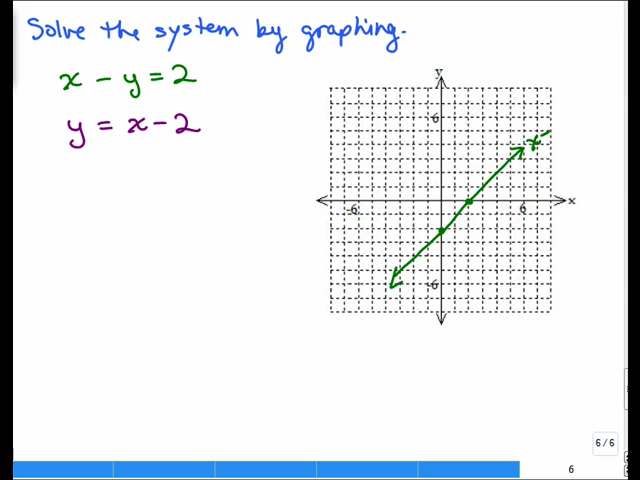 Solve the system by graphing.
x - y = 2
y = x - 2
y
6
x-
-6
6
x
-6
6/6
6